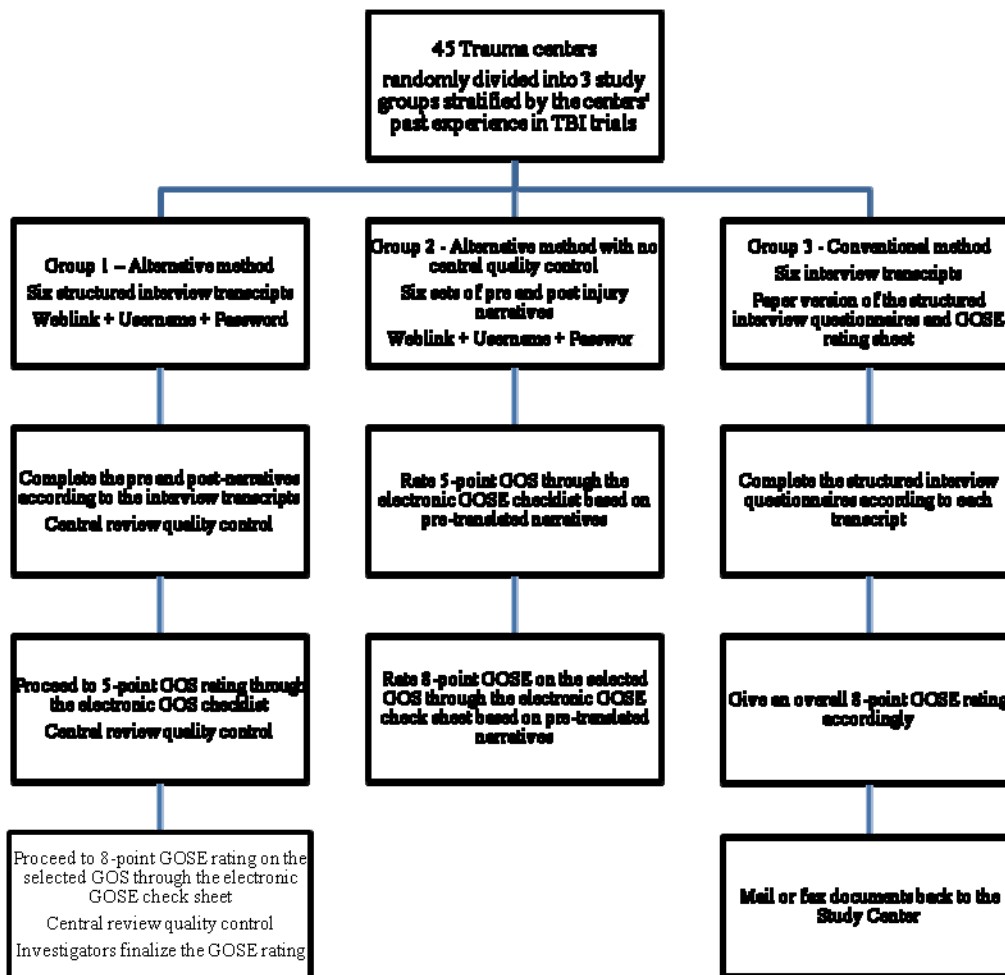 45 Trauma centers
randomly divided into 3 study
groups stratified by the centers'
past experience in TBI trials
Group 1 – Alternative method
Six structured interview transcripts
Weblink + Username + Password
Group 2 - Alternative method with no
central quality control
Six sets of pre and post injury
narratives
Weblink + Username + Passwor
Group 3 - Conventional method
Six interview transcripts
Paper version of the structured
interview questionnaires and GOSE
rating sheet
Complete the pre and post-narratives
according to the interview transcripts
Central review quality control
Rate 5-point GOS through the
electronic GOSE checklist based on
pre-translated narratives
Complete the structured interview
questionnaires according to each
transcript
Proceed to 5-point GOS rating through
the electronic GOS checklist
Central review quality control
Rate 8-point GOSE on the selected
GOS through the electronic GOSE
check sheet based on pre-translated
narratives
Give an overall 8-point GOSE rating
accordingly
Proceed to 8-point GOSE rating on the
selected GOS through the electronic
GOSE check sheet
Central review quality control
Investigators finalize the GOSE rating
Mail or fax documents back to the
Study Center